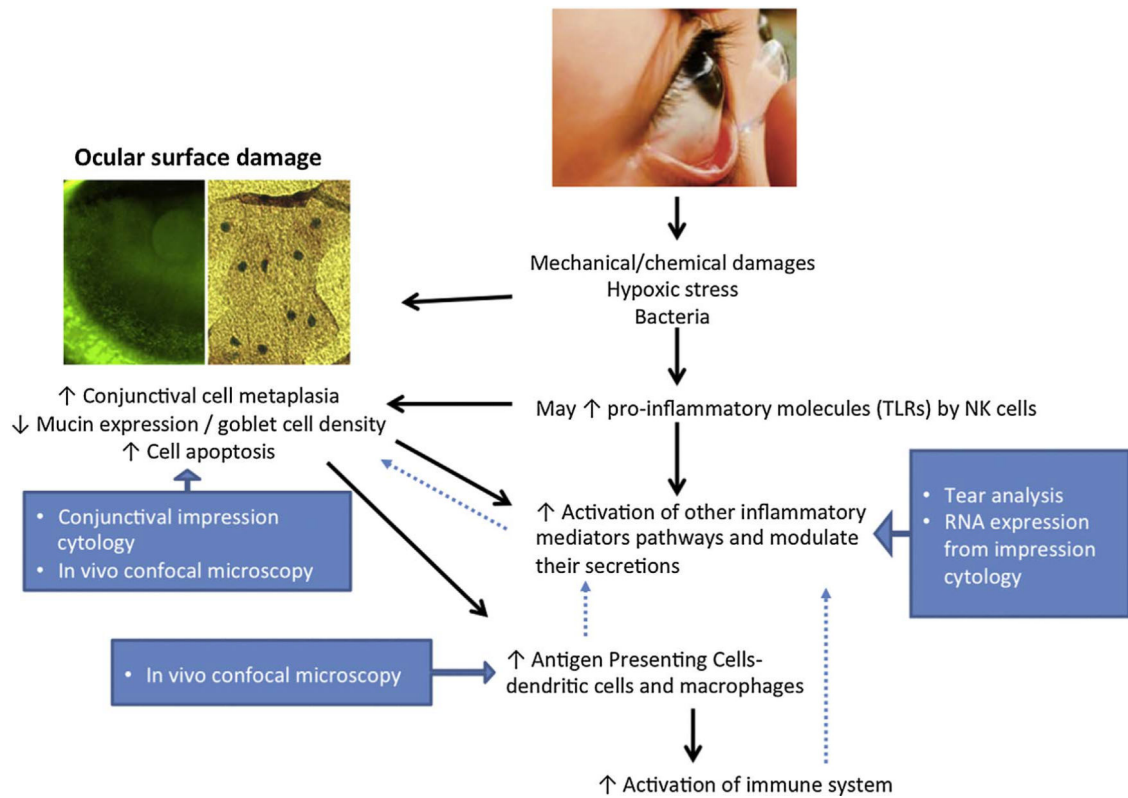 Ocular surface damage
Mechanical/chemical damages
Hypoxic stress
Bacteria
↑ Conjunctival cell metaplasia
↓ Mucin expression / goblet cell density
↑ Cell apoptosis
May ↑ pro-inflammatory molecules (TLRs) by NK cells
• Conjunctival impression
cytology
• In vivo confocal microscopy
↑ Activation of other inflammatory
mediators pathways and modulate
their secretions
• Tear analysis
• RNA expression
from impression
cytology
• In vivo confocal microscopy
↑ Antigen Presenting Cells-
dendritic cells and macrophages
↑ Activation of immune system